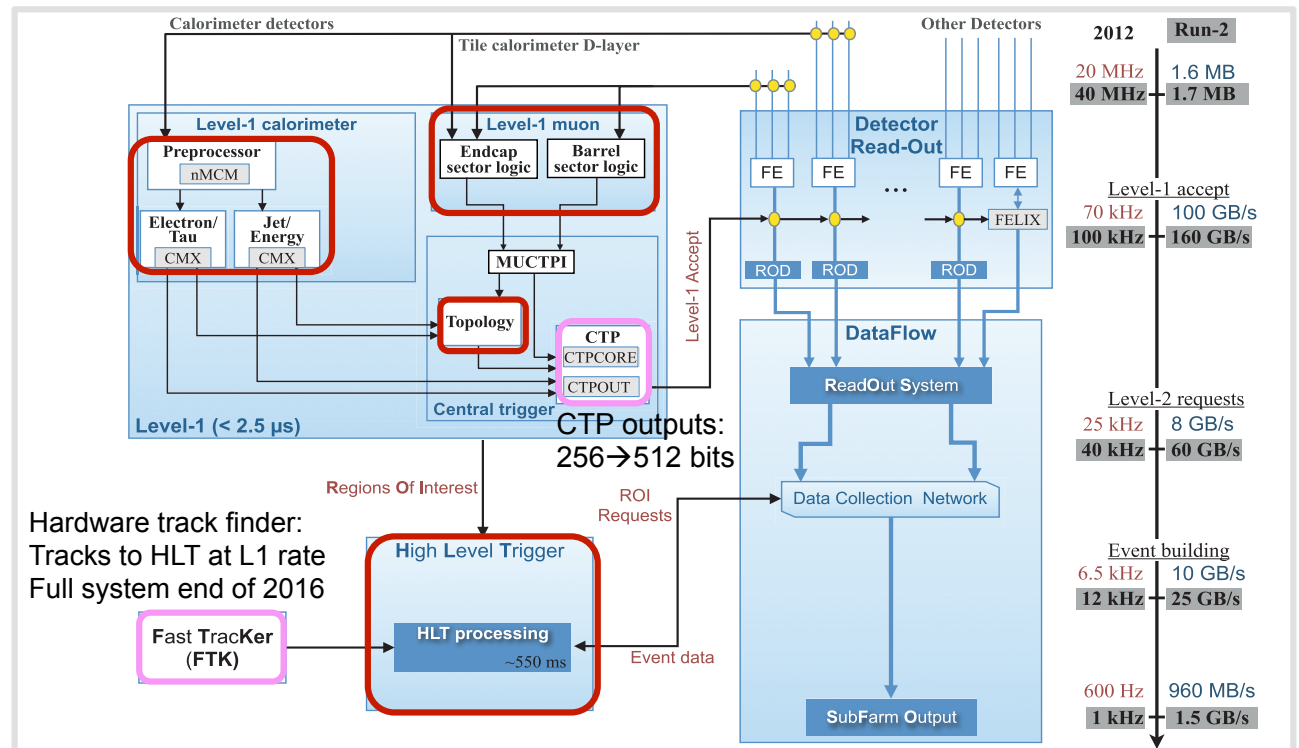 Calorimeter detectors
Tile calorimeter D-layer
Other Detectors
2012
Run-2
20 MHz
1.6 MB
40 MHz
1.7 MB
Level-1 calorimeter
Preprocessor
nMCM
Electron/
Tau
CMX
Jet/
Energy
CMX
Level-1 muon
Endcap
sector logic
Barrel
sector logic
MUCTPI
Topology
CTP
CTPCORE
CTPOUT
Central trigger
Level-1 (< 2.5 µs)
CTP outputs:
256→512 bits
Level-1 Accept
Detector
Read-Out
FE
FE
...
FE
FE
FELIX
ROD
ROD
ROD
Level-1 accept
70 kHz
100 GB/s
100 kHz
160 GB/s
DataFlow
ReadOut System
Data Collection Network
SubFarm Output
Level-2 requests
25 kHz
8 GB/s
40 kHz
60 GB/s
Regions Of Interest
ROI
Requests
Event data
Hardware track finder:
Tracks to HLT at L1 rate
Full system end of 2016
High Level Trigger
HLT processing
~550 ms
Fast TracKer
(FTK)
Event building
6.5 kHz
10 GB/s
12 kHz
25 GB/s
600 Hz
960 MB/s
1 kHz
1.5 GB/s